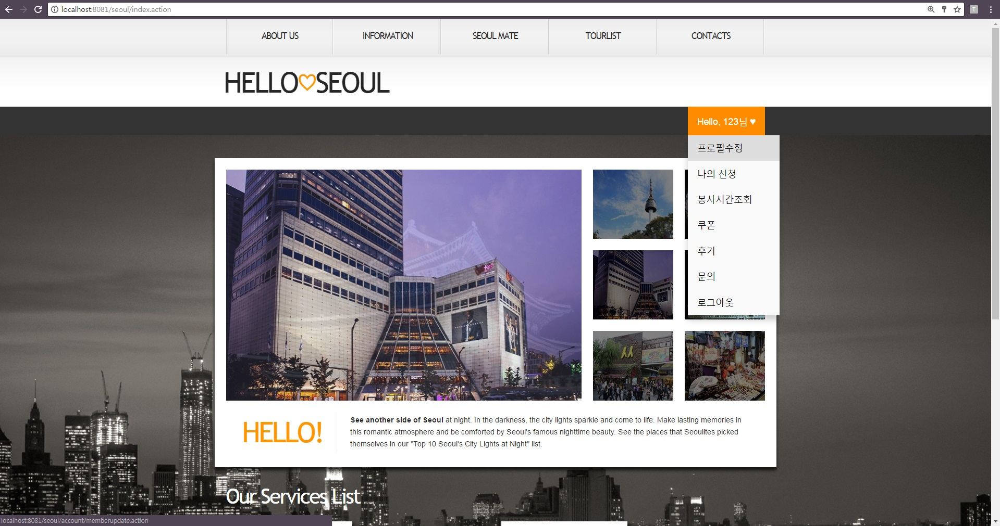 localhost:8081/seoul/index.action
T
ABOUT US
INFORMATION
SEOUL MATE
TOURLIST
CONTACTS
HELLO♡SEOUL
Hello, 123님 ♥
프로필수정
나의 신청
봉사시간조회
쿠폰
후기
문의
로그아웃
HELLO!
See another side of Seoul at night. In the darkness, the city lights sparkle and come to life. Make lasting memories in
this romantic atmosphere and be comforted by Seoul's famous nighttime beauty. See the places that Seoulites picked
themselves in our "Top 10 Seoul's City Lights at Night" list.
Our Services List
localhost:8081/seoul/account/memberupdate.action